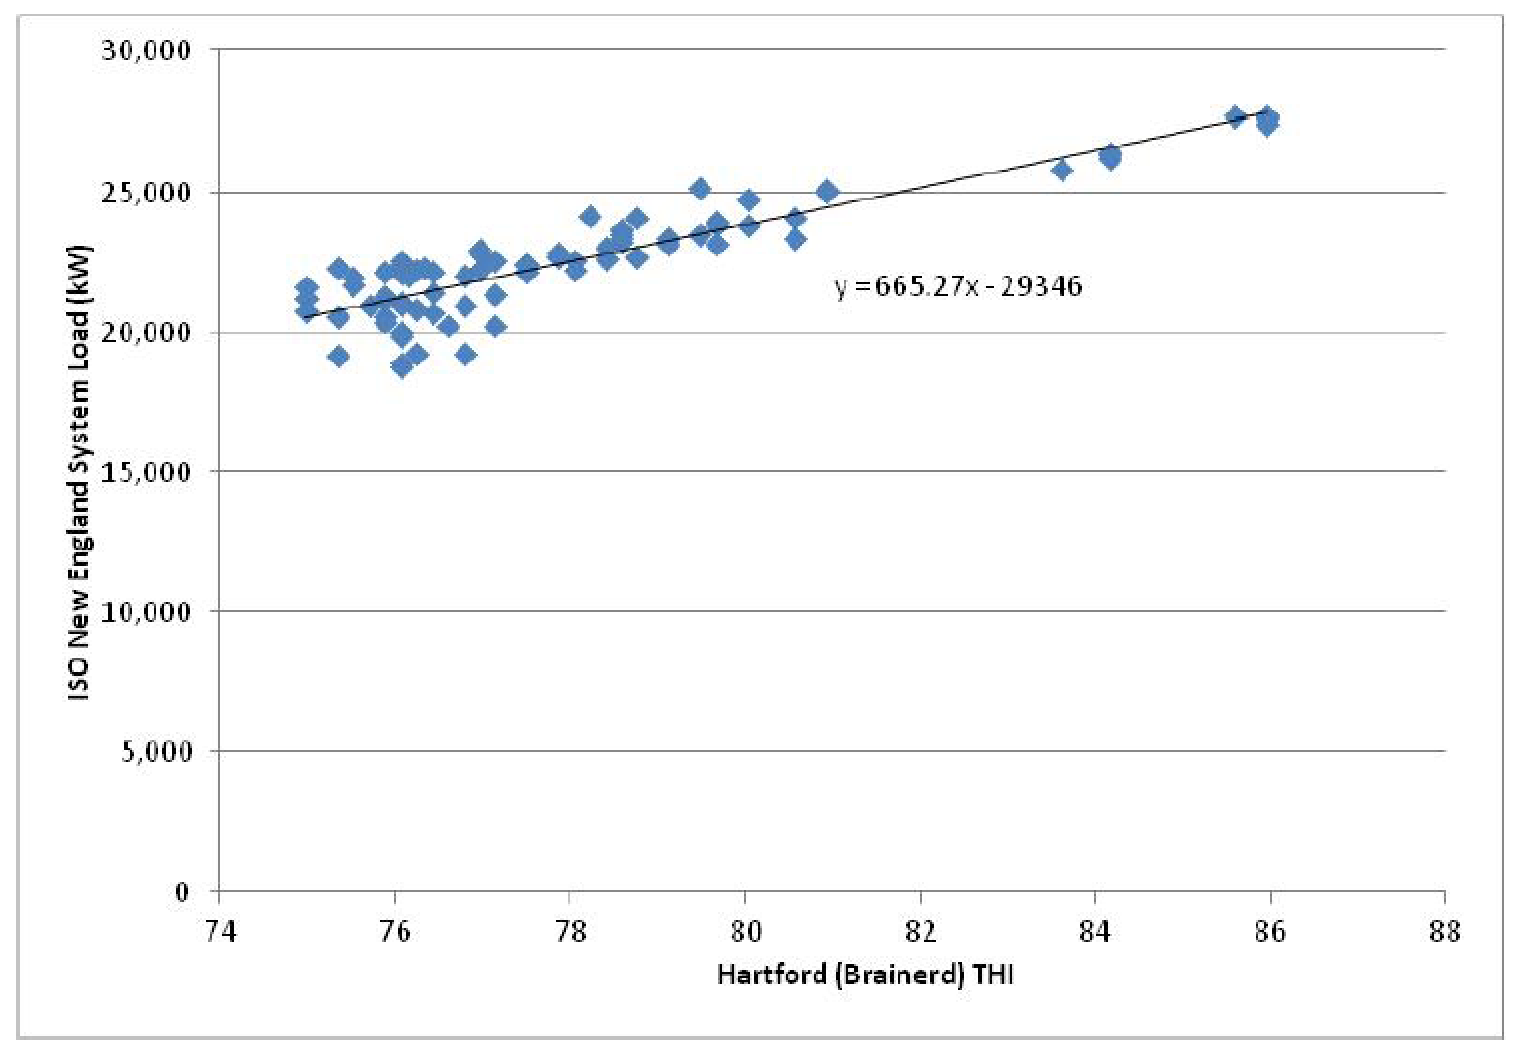 30,000
25,000
20,000
15,000
10,000
5,000
0
ISO New England System Load (kW)
y = 665.27x - 29346
74 76 78 80 82 84 86 88
Hartford (Brainerd) THI